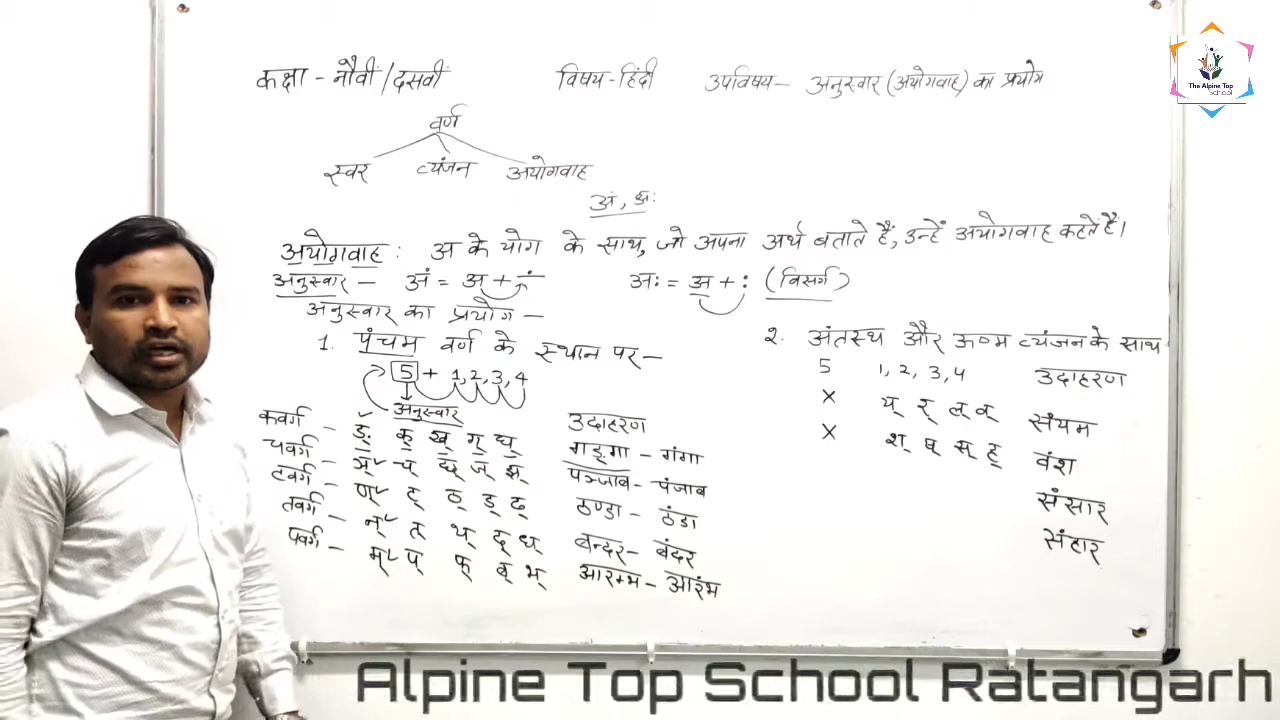 कक्षा - नौवीं/दसवीं विषय-हिंदी उपविषय- अनुस्वार (अयोगवाह) का प्रयोग
The Alpine Top
School
वर्ण
स्वर व्यंजन अयोगवाह
अं, अः
अयोगवाह : अ के योग के साथ, जो अपना अर्थ बताते हैं, उन्हें अयोगवाह कहते हैं।
अनुस्वार - अं = अ + ं अः = अ + : (विसर्ग)
अनुस्वार का प्रयोग -
1. पंचम वर्ण के स्थान पर-
5 + 1, 2, 3, 4
अनुस्वार उदाहरण
कवर्ग - ङ् क् ख् ग् घ् गङ्गा - गंगा
चवर्ग - ञ् च् छ् ज् झ् पञ्जाब - पंजाब
टवर्ग - ण् ट् ठ् ड् ढ् ठण्डा - ठंडा
तवर्ग - न् त् थ् द् ध् बन्दर - बंदर
पवर्ग - म् प् फ् ब् भ् आरम्भ - आरंभ
२. अंतस्थ और ऊष्म व्यंजन के साथ
5 1, 2, 3, 4 उदाहरण
× य् र् ल् व् संयम
× श् ष् स् ह् वंश
संसार
संहार
Alpine Top School Ratangarh